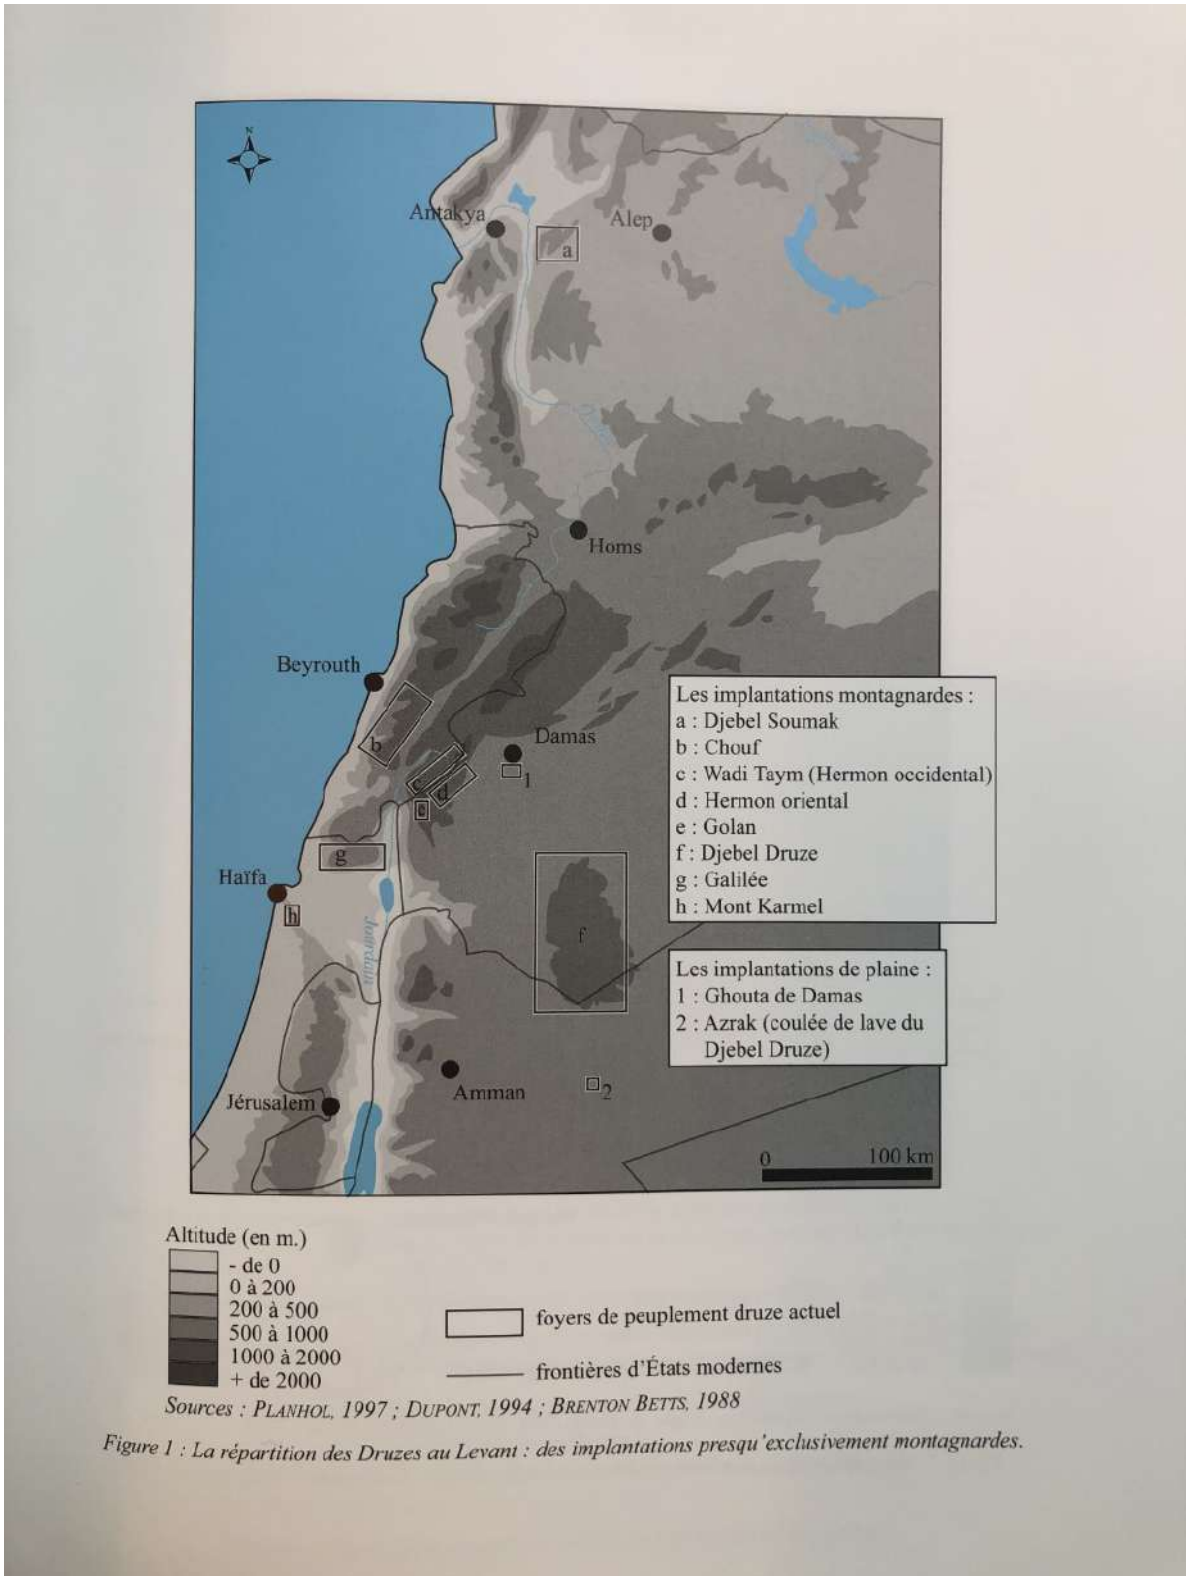 N
Antakya
Alep
a
Homs
Beyrouth
b
Damas
1
c
d
e
g
Haïfa
h
Jourdain
f
Amman
2
Jérusalem
Les implantations montagnardes :
a : Djebel Soumak
b : Chouf
c : Wadi Taym (Hermon occidental)
d : Hermon oriental
e : Golan
f : Djebel Druze
g : Galilée
h : Mont Karmel
Les implantations de plaine :
1 : Ghouta de Damas
2 : Azrak (coulée de lave du
Djebel Druze)
0 100 km
Altitude (en m.)
- de 0
0 à 200
200 à 500
500 à 1000
1000 à 2000
+ de 2000
foyers de peuplement druze actuel
frontières d'États modernes
Sources : PLANHOL, 1997 ; DUPONT, 1994 ; BRENTON BETTS, 1988
Figure 1 : La répartition des Druzes au Levant : des implantations presqu'exclusivement montagnardes.